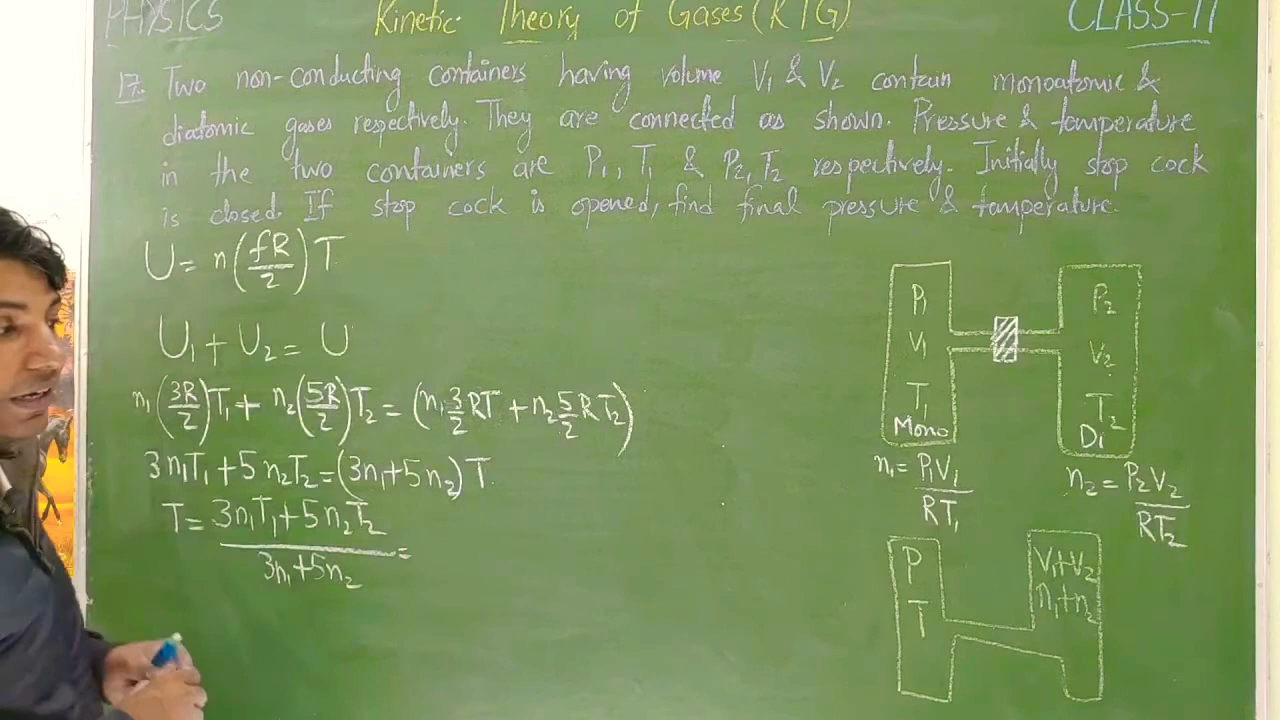 PHYSICS Kinetic Theory of Gases (KTG) CLASS-11
17. Two non-conducting containers having volume V₁ & V₂ contain monoatomic &
diatomic gases respectively. They are connected as shown. Pressure & temperature
in the two containers are P₁, T₁ & P₂, T₂ respectively. Initially stop cock
is closed. If stop cock is opened, find final pressure & temperature.
U = n(fR/2)T
U₁ + U₂ = U
n₁(3R/2)T₁ + n₂(5R/2)T₂ = (n₁ 3/2 RT + n₂ 5/2 RT₂)
3n₁T₁ + 5n₂T₂ = (3n₁+5n₂)T
T = (3n₁T₁ + 5n₂T₂)/(3n₁+5n₂) =
P₁
V₁
T₁
Mono
n₁ = P₁V₁/RT₁
P₂
V₂
T₂
Di
n₂ = P₂V₂/RT₂
P
T
V₁+V₂
n₁+n₂